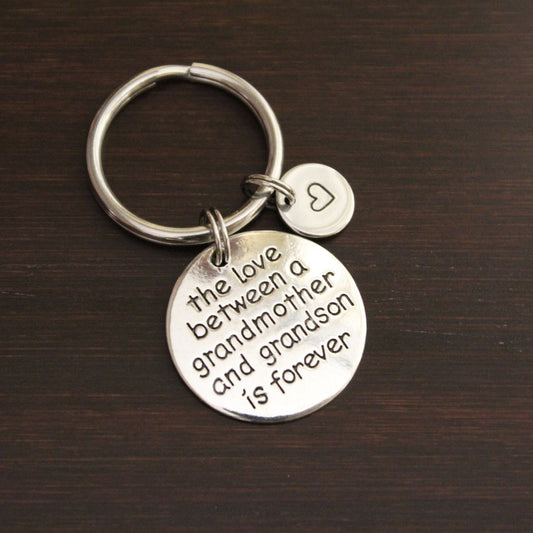 the love
between a
grandmother
and grandson
is forever